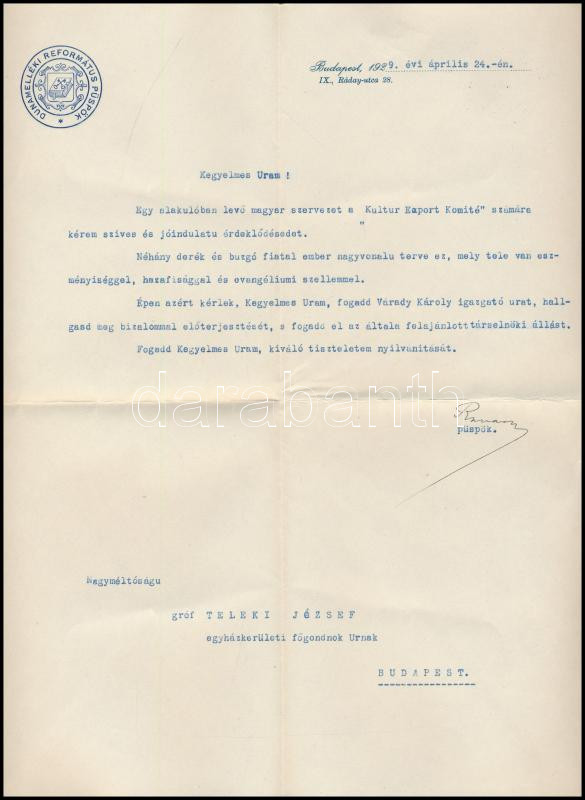 DUNAMELLÉKI REFORMÁTUS PÜSPÖK
Budapest, 1929. évi április 24.-én.
IX., Ráday-utca 28.
Kegyelmes Uram !
Egy alakulóban levő magyar szervezet a " Kultur Export Komité" számára
kérem szives és jóindulatu érdeklődésedet.
Néhány derék és buzgó fiatal ember nagyvonalu terve ez, mely tele van esz-
ményiséggel, hazafisággal és evangéliumi szellemmel.
Épen azért kérlek, Kegyelmes Uram, fogadd Várady Károly igazgató urat, hall-
gasd meg bizalommal előterjesztését, s fogadd el az általa felajánlott társelnöki állást.
Fogadd Kegyelmes Uram, kiváló tiszteletem nyilvánitását.
darabanth.com
püspök.
Nagyméltóságu
gróf TELEKI JÓZSEF
egyházkerületi főgondnok Urnak
BUDAPEST.